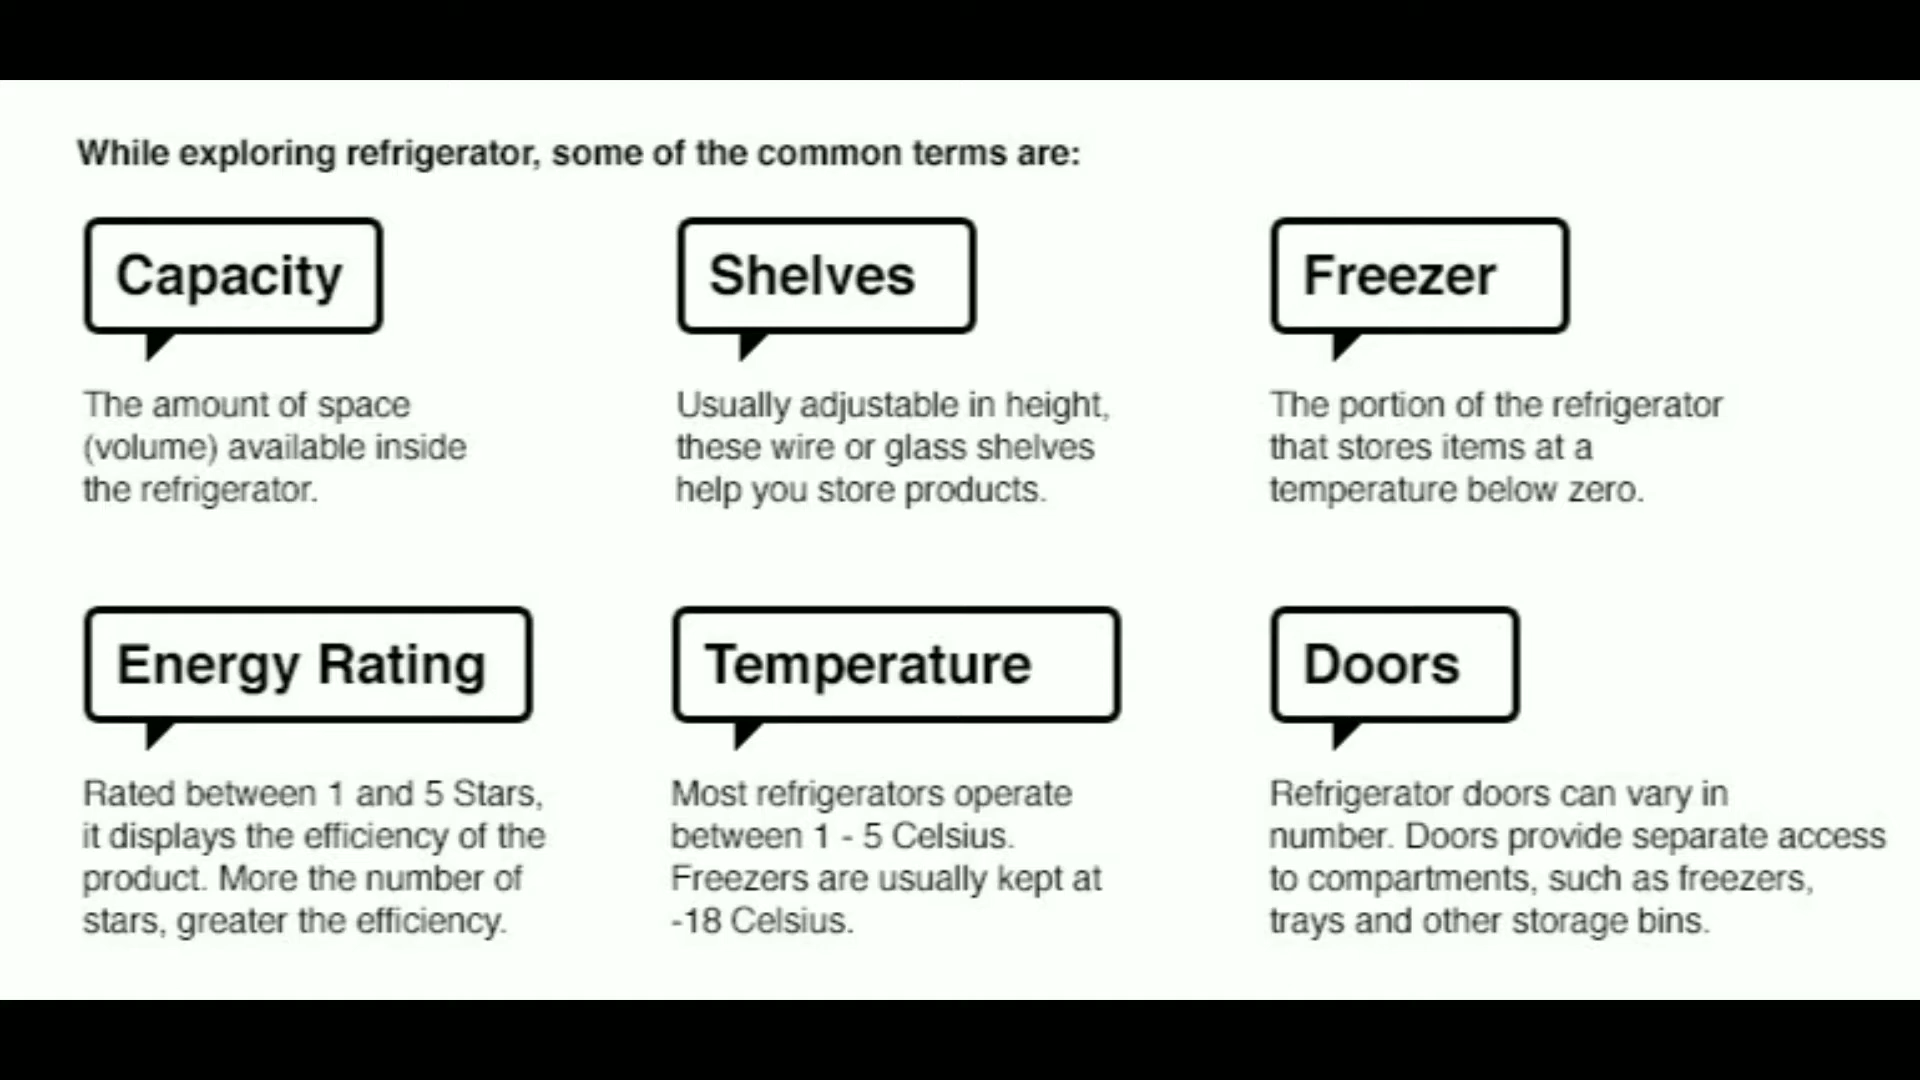 While exploring refrigerator, some of the common terms are:
Capacity
The amount of space
(volume) available inside
the refrigerator.
Shelves
Usually adjustable in height,
these wire or glass shelves
help you store products.
Freezer
The portion of the refrigerator
that stores items at a
temperature below zero.
Energy Rating
Rated between 1 and 5 Stars,
it displays the efficiency of the
product. More the number of
stars, greater the efficiency.
Temperature
Most refrigerators operate
between 1 - 5 Celsius.
Freezers are usually kept at
-18 Celsius.
Doors
Refrigerator doors can vary in
number. Doors provide separate access
to compartments, such as freezers,
trays and other storage bins.